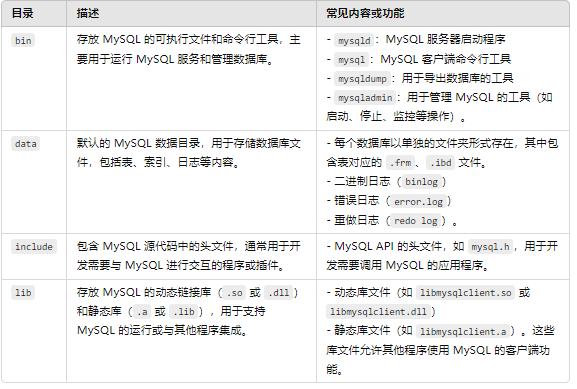 目录 描述 常见内容或功能
bin
存放 MySQL 的可执行文件和命令行工具，主
要用于运行 MySQL 服务和管理数据库。
- mysqld：MySQL 服务器启动程序
- mysql：MySQL 客户端命令行工具
- mysqldump：用于导出数据库的工具
- mysqladmin：用于管理 MySQL 的工具（如
启动、停止、监控等操作）。
data
默认的 MySQL 数据目录，用于存储数据库文
件，包括表、索引、日志等内容。
- 每个数据库以单独的文件夹形式存在，其中包
含表对应的 .frm、.ibd 文件。
- 二进制日志（binlog）
- 错误日志（error.log）
- 重做日志（redo log）。
include
包含 MySQL 源代码中的头文件，通常用于开
发需要与 MySQL 进行交互的程序或插件。
- MySQL API 的头文件，如 mysql.h，用于开
发需要调用 MySQL 的应用程序。
lib
存放 MySQL 的动态链接库（.so 或 .dll）
和静态库（.a 或 .lib），用于支持
MySQL 的运行或与其他程序集成。
- 动态库文件（如 libmysqlclient.so 或
libmysqlclient.dll）
- 静态库文件（如 libmysqlclient.a）。这些
库文件允许其他程序使用 MySQL 的客户端功
能。